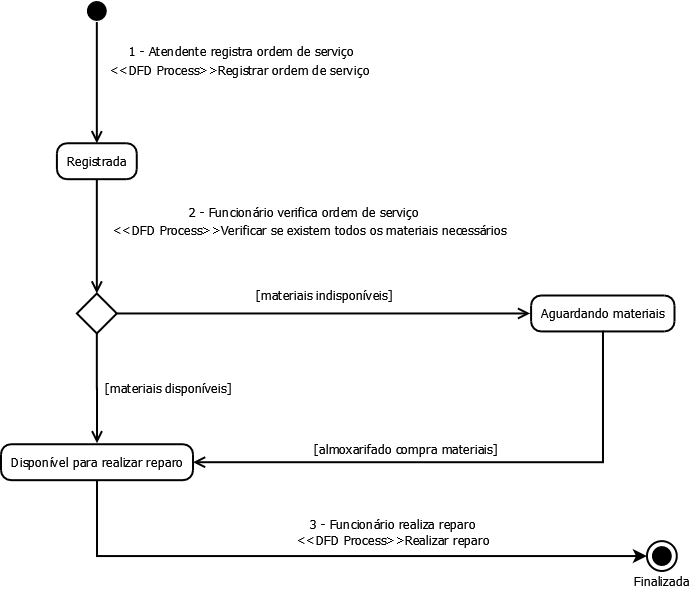 1 - Atendente registra ordem de serviço
<<DFD Process>>Registrar ordem de serviço
Registrada
2 - Funcionário verifica ordem de serviço
<<DFD Process>>Verificar se existem todos os materiais necessários
[materiais indisponíveis]
Aguardando materiais
[materiais disponíveis]
[almoxarifado compra materiais]
Disponível para realizar reparo
3 - Funcionário realiza reparo
<<DFD Process>>Realizar reparo
Finalizada